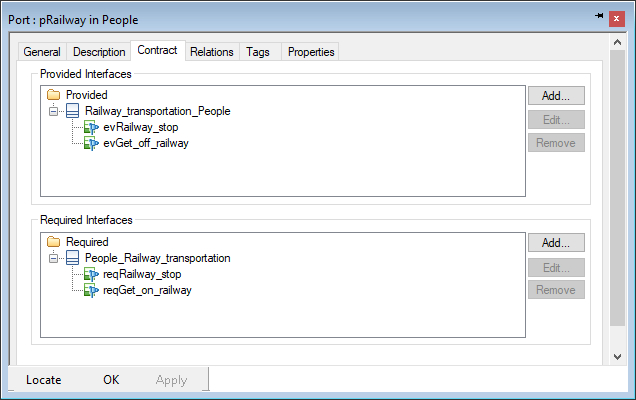 Port : pRailway in People
General Description Contract Relations Tags Properties
Provided Interfaces
Provided
Railway_transportation_People
evRailway_stop
evGet_off_railway
Add...
Edit...
Remove
Required Interfaces
Required
People_Railway_transportation
reqRailway_stop
reqGet_on_railway
Add...
Edit...
Remove
Locate OK Apply